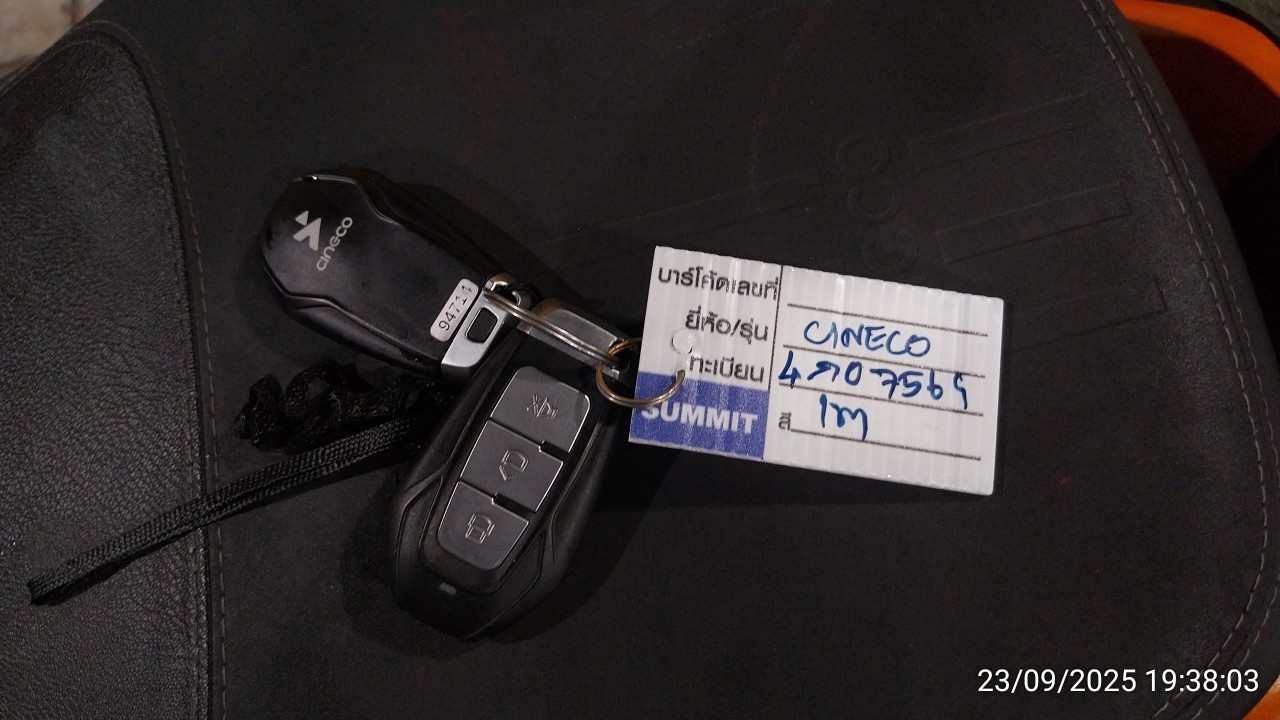 cineco
94714
บาร์โค้ดเลขที่
ยี่ห้อ/รุ่น CINECO
ทะเบียน
สี
SUMMIT
23/09/2025 19:38:03